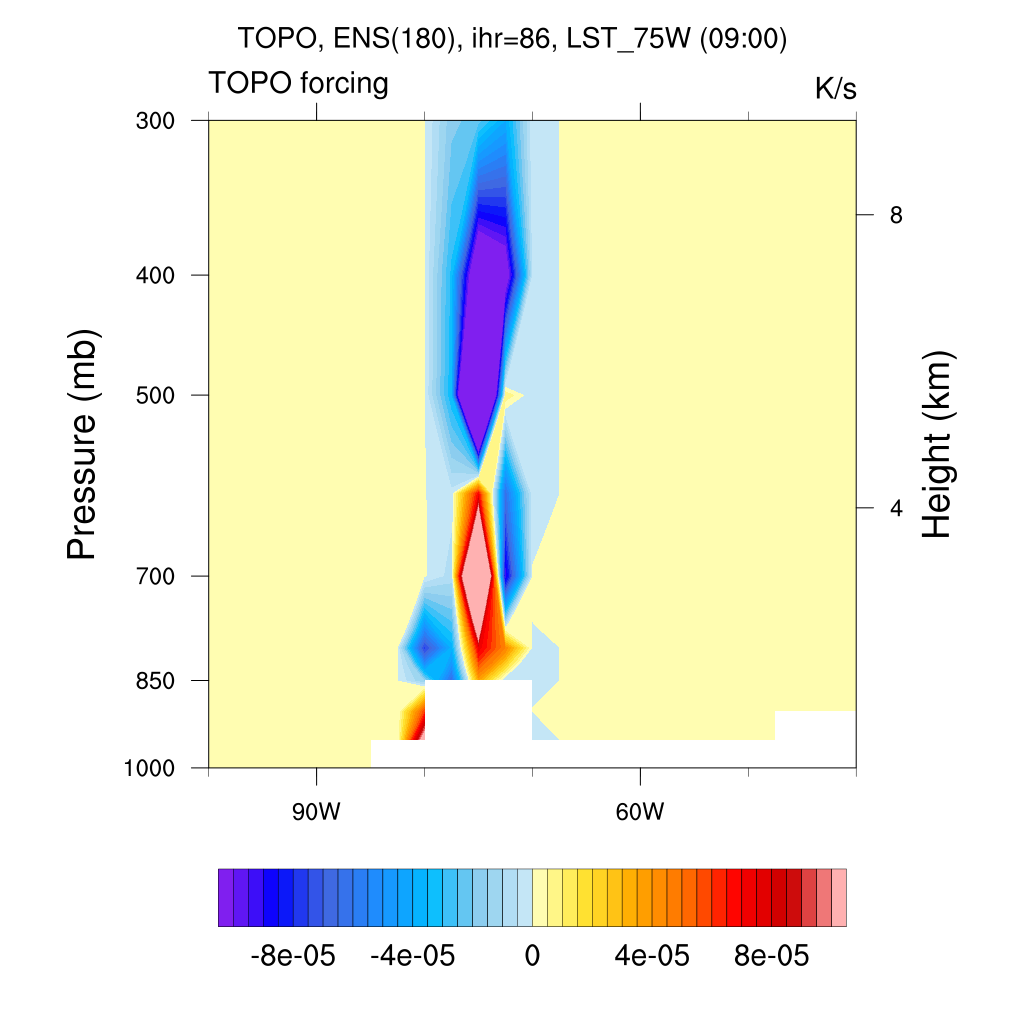 TOPO, ENS(180), ihr=86, LST_75W (09:00)
TOPO forcing
K/s
300
400
500
700
850
1000
Pressure (mb)
8
4
Height (km)
90W
60W
-8e-05
-4e-05
0
4e-05
8e-05